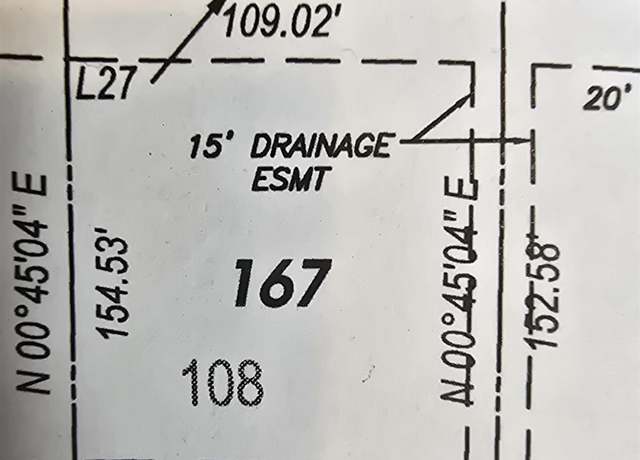 109.02'
L27
20'
15' DRAINAGE
ESMT
N 00°45'04" E
154.53'
167
108
N 00°45'04" E
152.58'